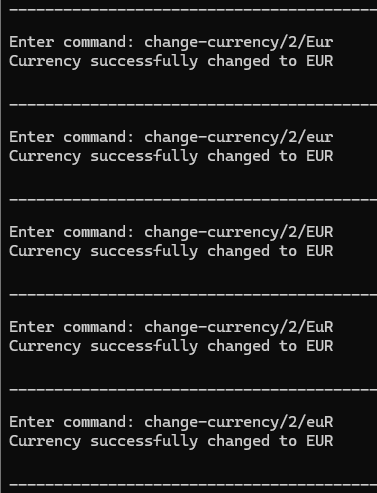 Enter command: change-currency/2/Eur
Currency successfully changed to EUR
Enter command: change-currency/2/eur
Currency successfully changed to EUR
Enter command: change-currency/2/EUR
Currency successfully changed to EUR
Enter command: change-currency/2/EuR
Currency successfully changed to EUR
Enter command: change-currency/2/euR
Currency successfully changed to EUR